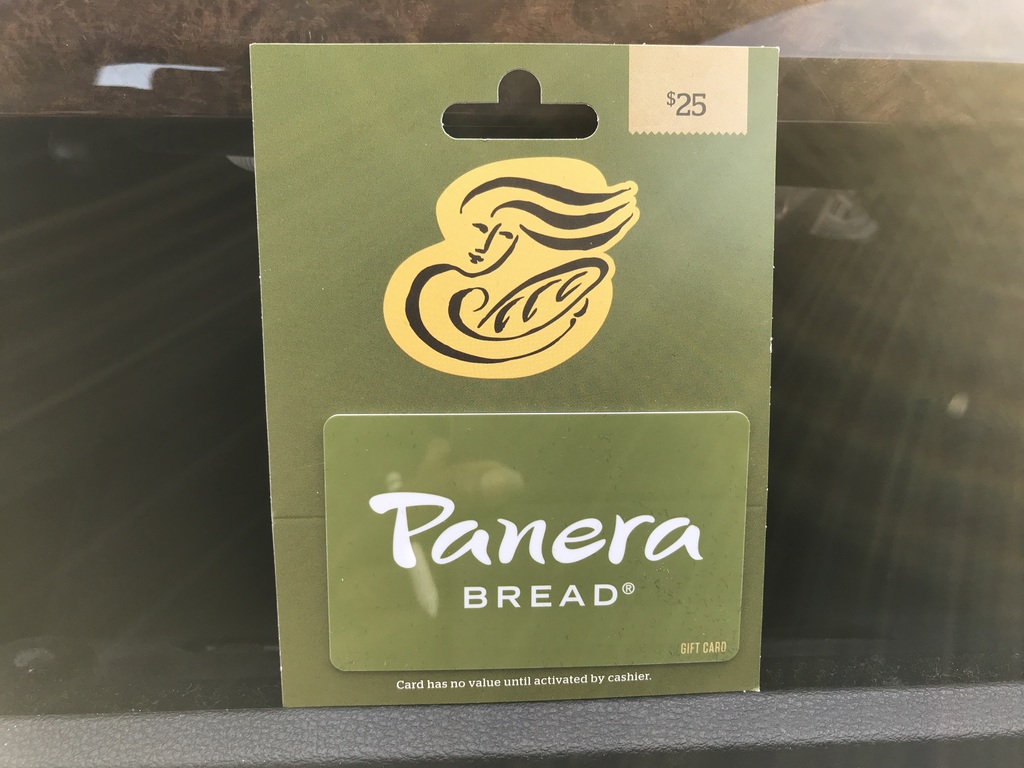 $25
Panera
BREAD®
GIFT CARD
Card has no value until activated by cashier.